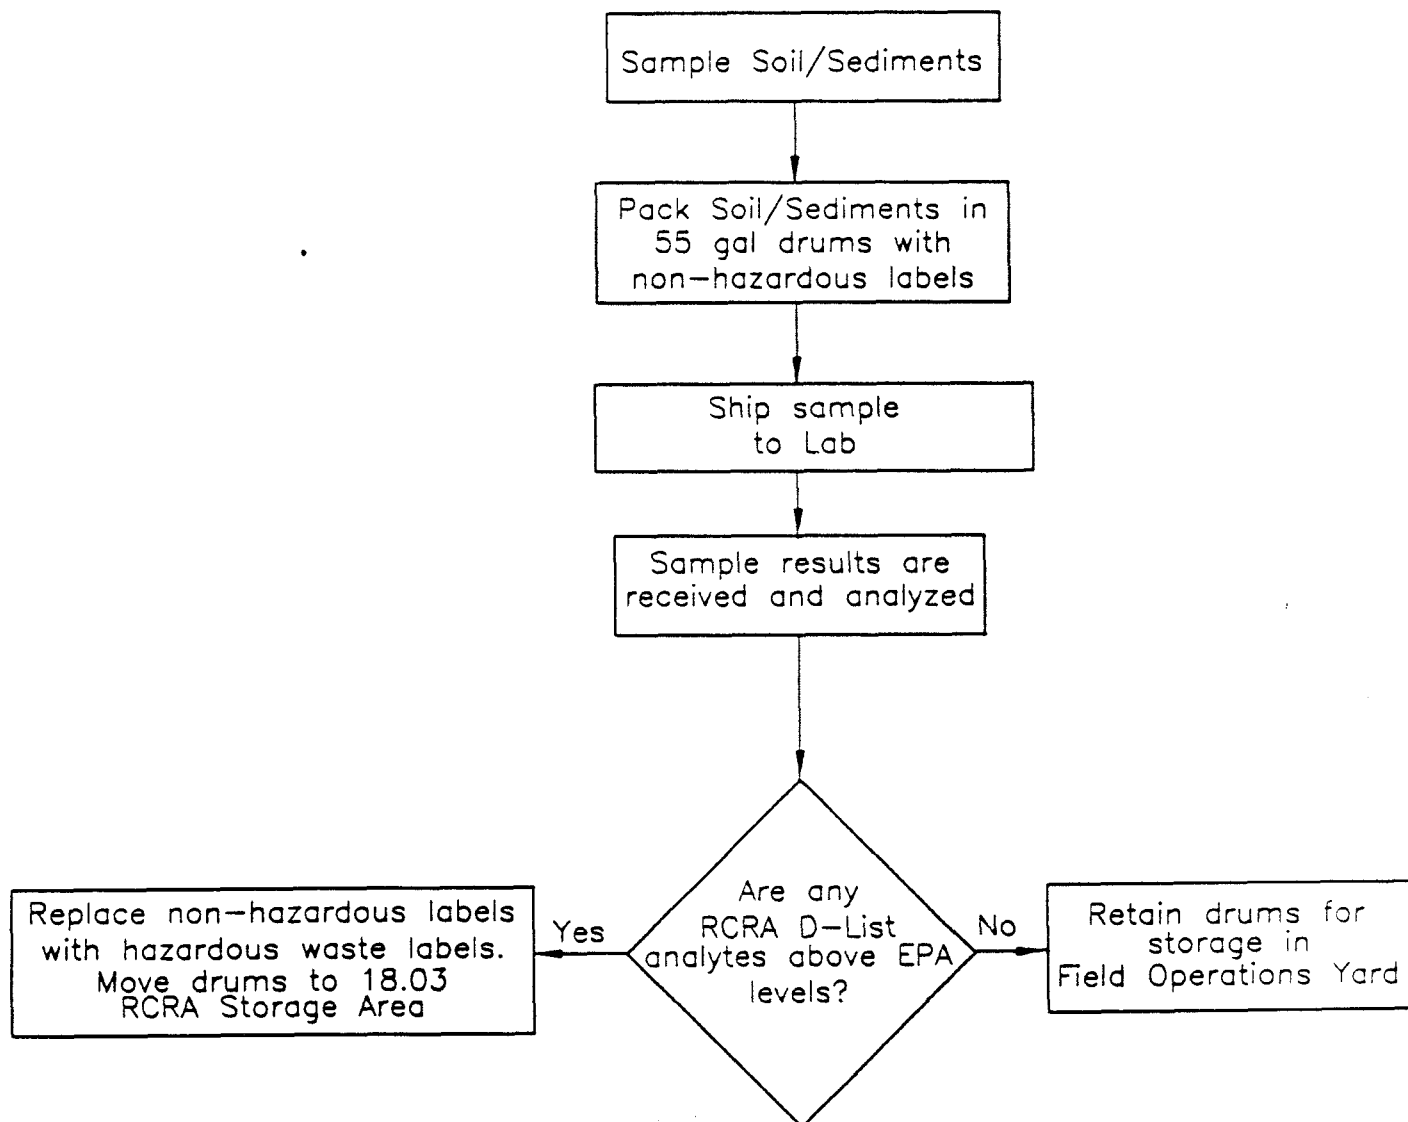 Sample Soil/Sediments
Pack Soil/Sediments in
55 gal drums with
non-hazardous labels
Ship sample
to Lab
Sample results are
received and analyzed
Are any
RCRA D-List
analytes above EPA
levels?
Yes
No
Replace non-hazardous labels
with hazardous waste labels.
Move drums to 18.03
RCRA Storage Area
Retain drums for
storage in
Field Operations Yard